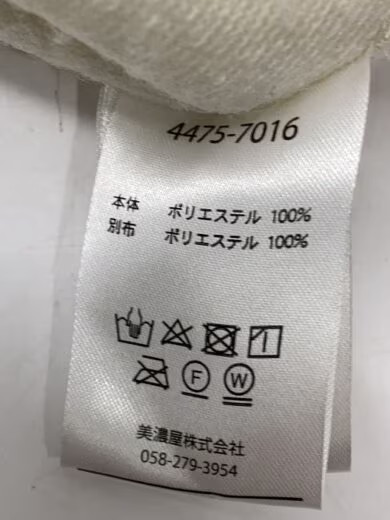 4475-7016
本体 ポリエステル 100%
別布 ポリエステル 100%
F W
美濃屋株式会社
058-279-3954